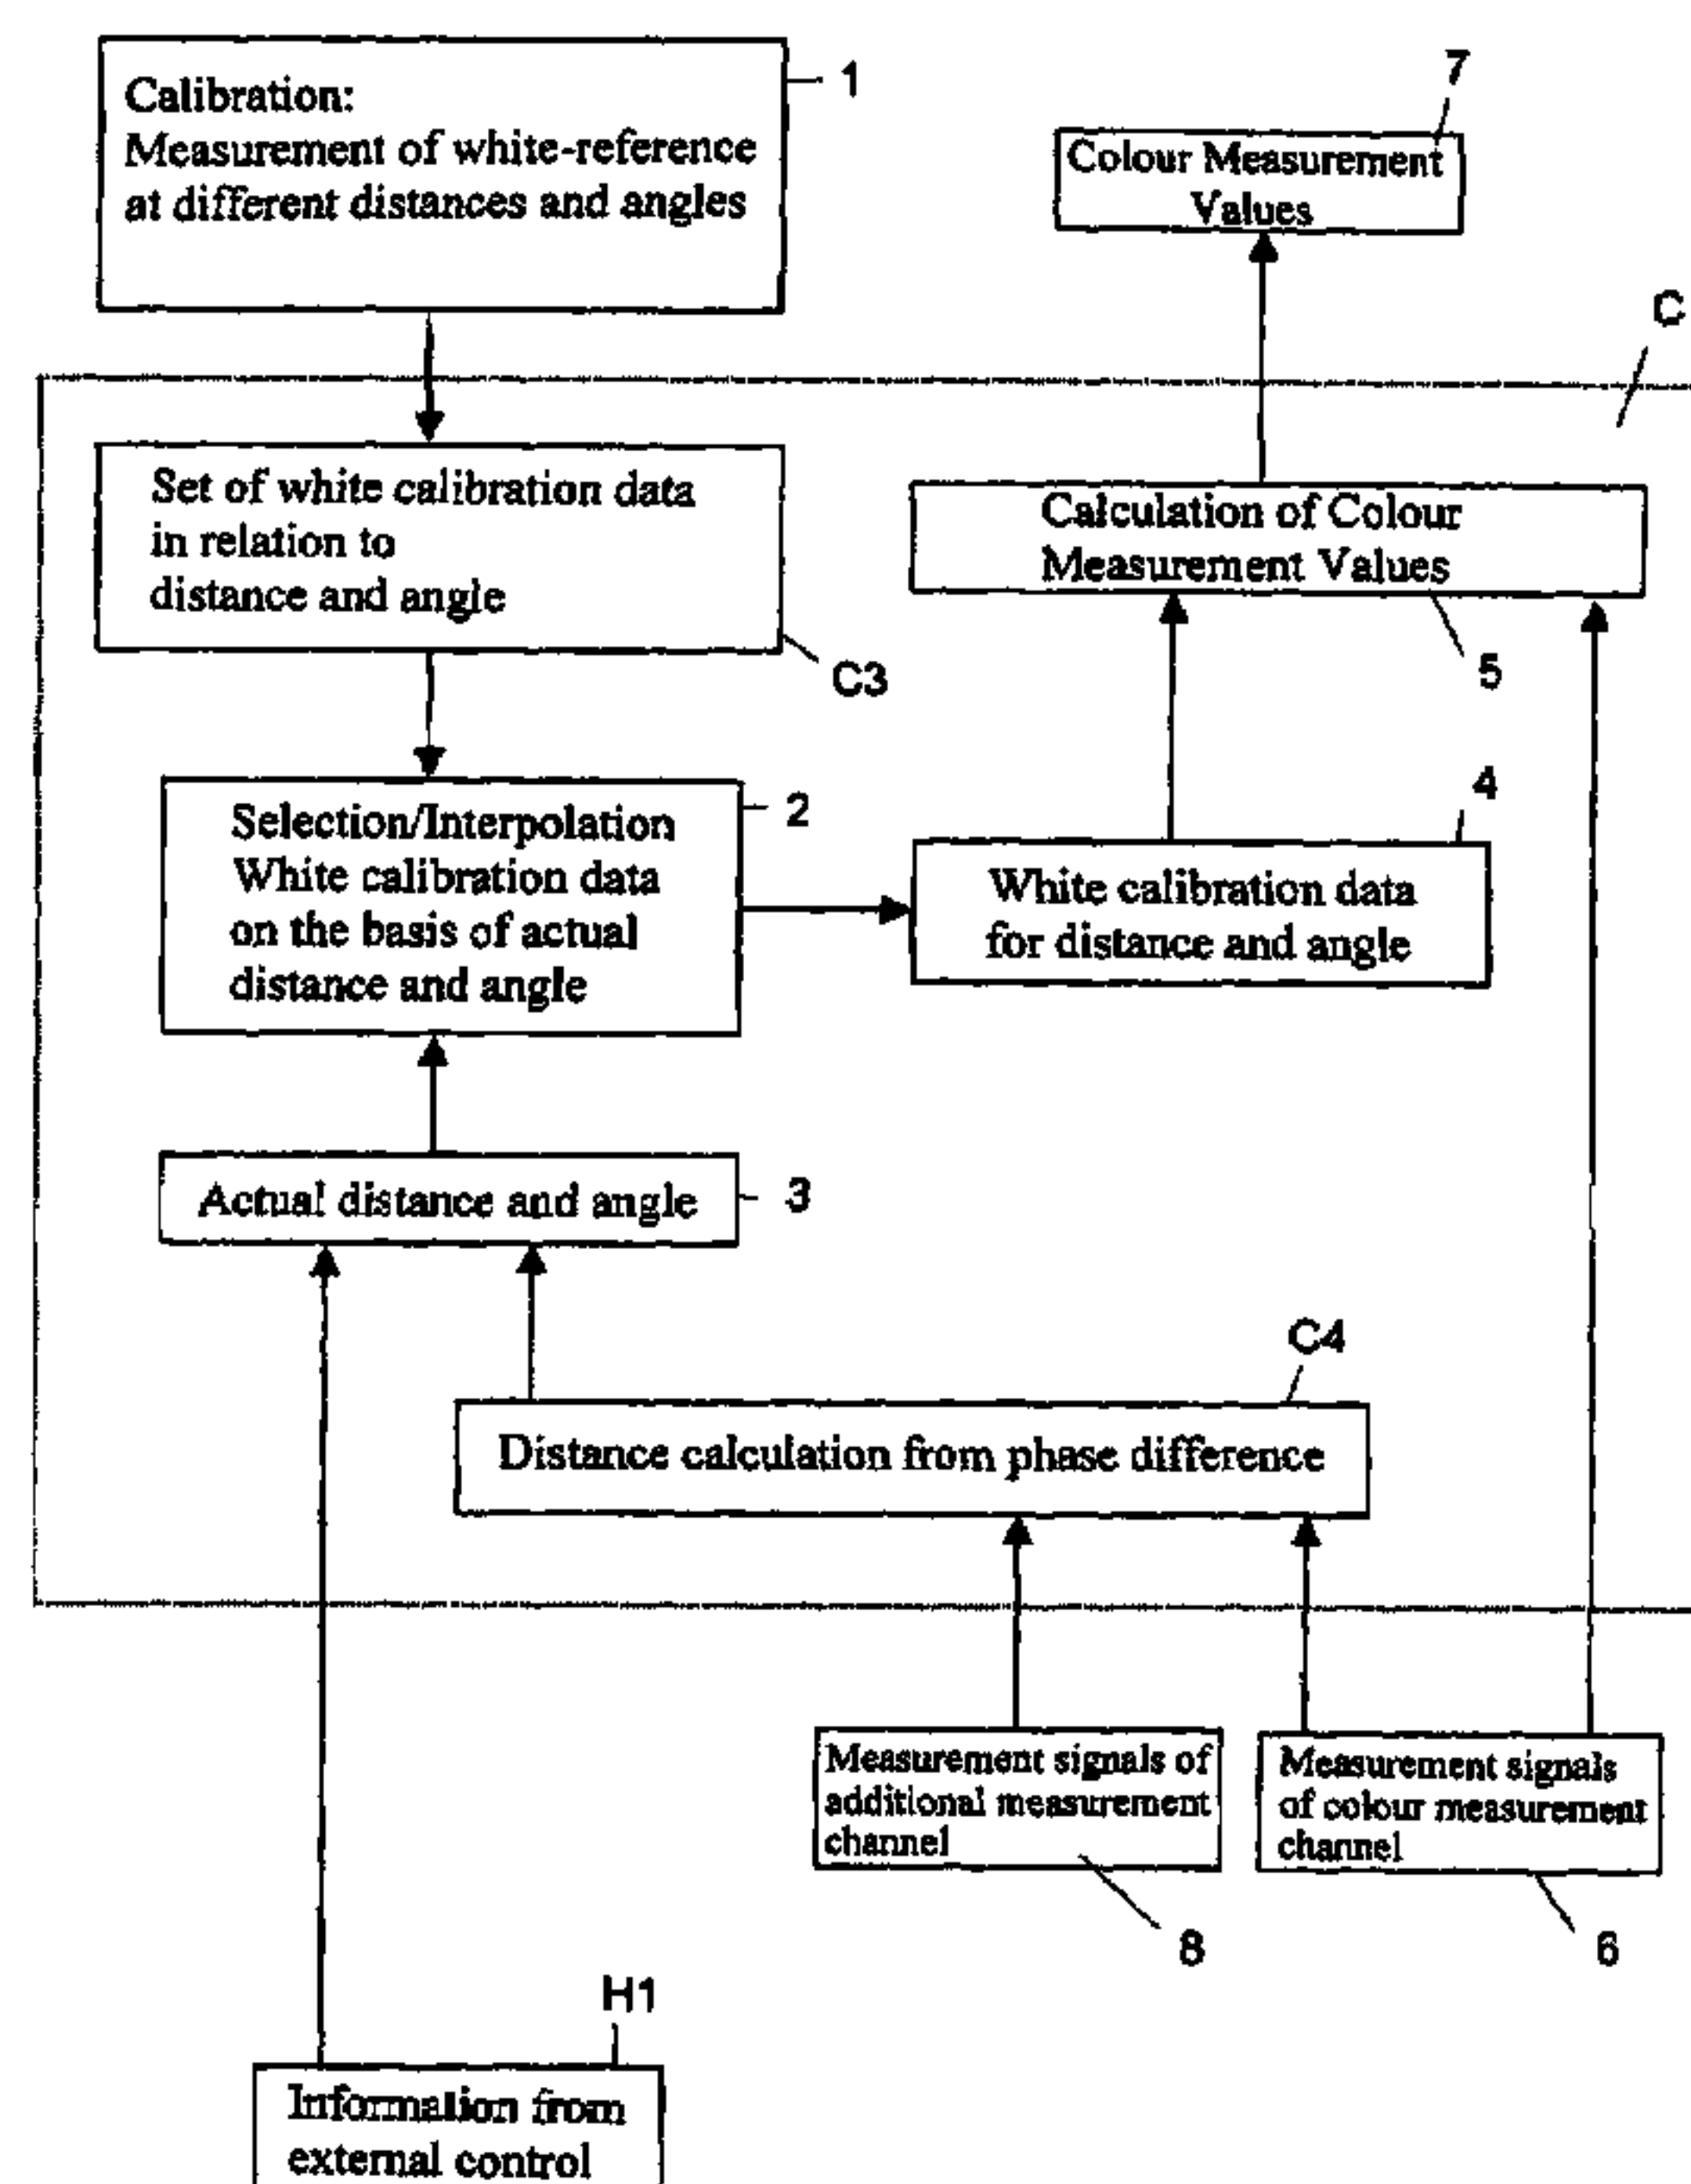 Calibration:
Measurement of white-reference
at different distances and angles
1
7
Colour Measurement
Values
C
Set of white calibration data
in relation to
distance and angle
C3
Calculation of Colour
Measurement Values
5
Selection/Interpolation
White calibration data
on the basis of actual
distance and angle
2
4
White calibration data
for distance and angle
Actual distance and angle
3
C4
Distance calculation from phase difference
Measurement signals of
additional measurement
channel
8
Measurement signals
of colour measurement
channel
6
H1
Information from
external control